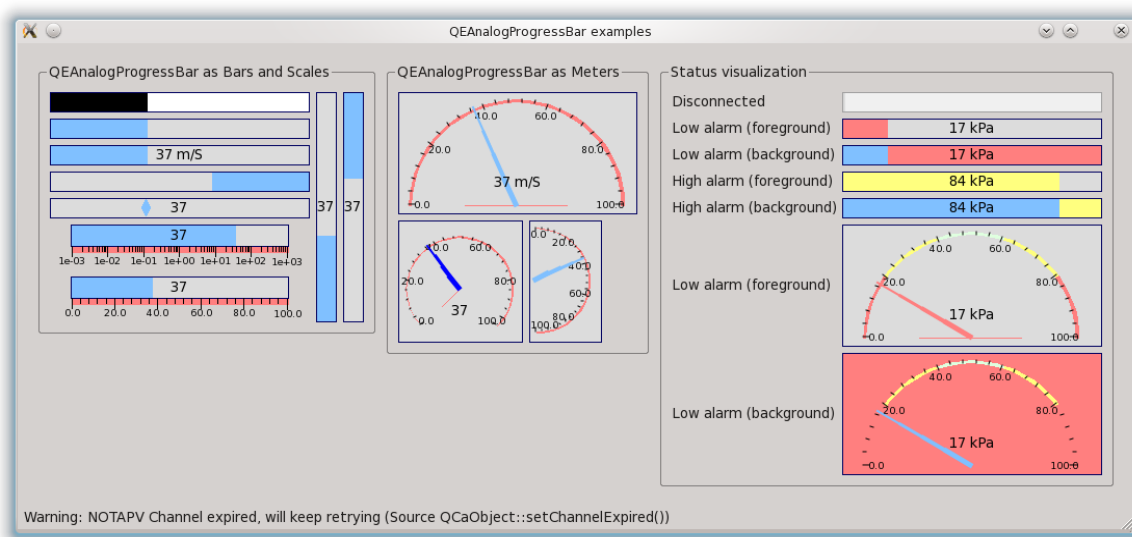 QEAnalogProgressBar examples
QEAnalogProgressBar as Bars and Scales
37 m/S
37
37
1e-03 1e-02 1e-01 1e+00 1e+01 1e+02 1e+03
37
0.0 20.0 40.0 60.0 80.0 100.0
37
37
QEAnalogProgressBar as Meters
40.0 60.0
20.0 80.0
37 m/S
0.0 100.0
40.0
20.0 80.0
37
0.0 100.0
0.0
20.0
40.0
60.0
80.0
100.0
Status visualization
Disconnected
Low alarm (foreground) 17 kPa
Low alarm (background) 17 kPa
High alarm (foreground) 84 kPa
High alarm (background) 84 kPa
Low alarm (foreground)
40.0 60.0
20.0 80.0
17 kPa
0.0 100.0
Low alarm (background)
40.0 60.0
20.0 80.0
17 kPa
0.0 100.0
Warning: NOTAPV Channel expired, will keep retrying (Source QCaObject::setChannelExpired())